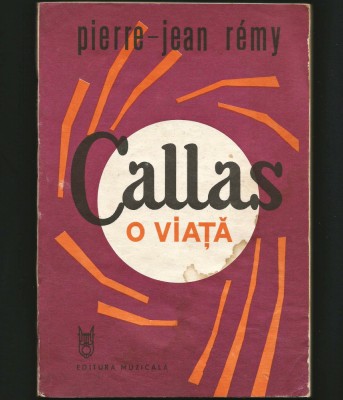 pierre-jean rémy
Callas
O VIAȚĂ
EDITURA MUZICALĂ